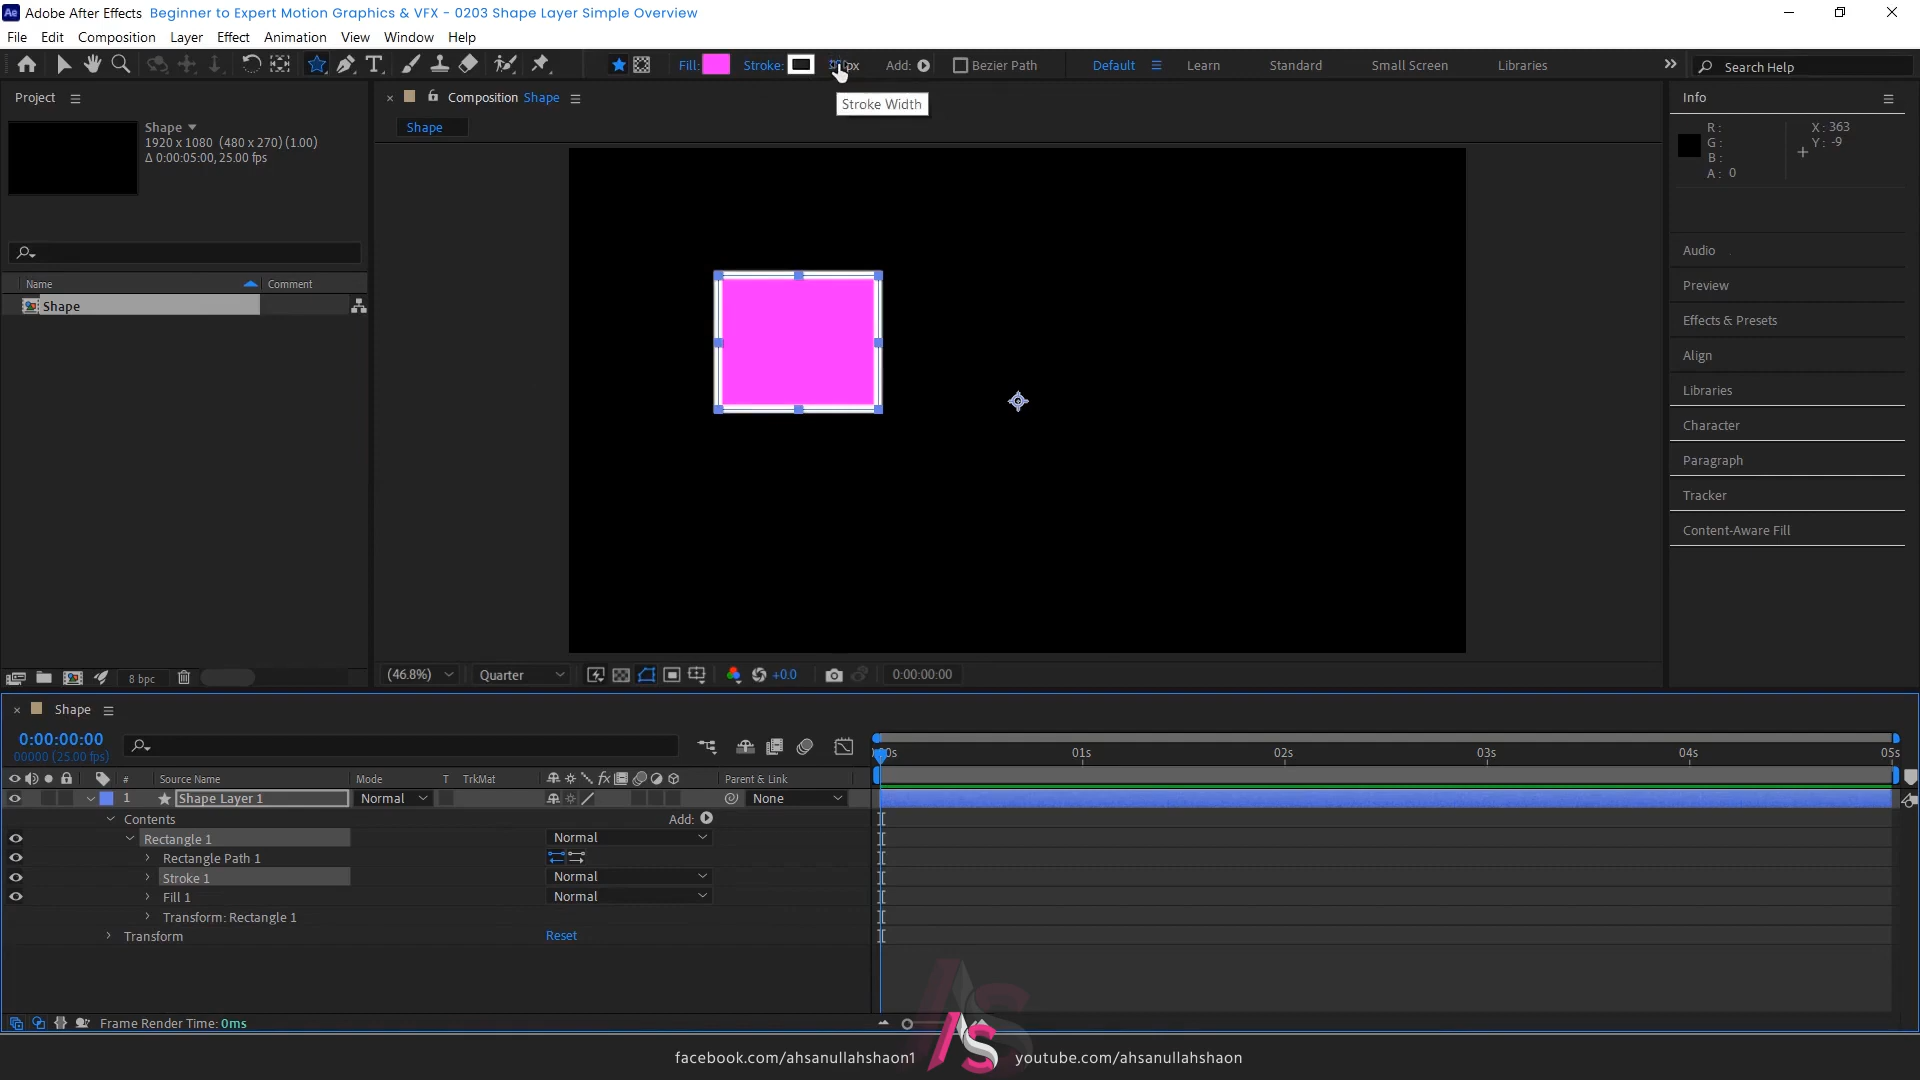 Adobe After Effects Beginner to Expert Motion Graphics & VFX - 0203 Shape Layer Simple Overview
File Edit Composition Layer Effect Animation View Window Help
Fill: Stroke: px Add: Bezier Path Default Learn Standard Small Screen Libraries Search Help
Project
Composition Shape
Info
Stroke Width
Shape
1920 x 1080 (480 x 270) (1.00)
Δ 0:00:05:00, 25.00 fps
Shape
R:
G:
B:
A: 0
X: 363
Y: -9
Name Comment
Shape
Audio
Preview
Effects & Presets
Align
Libraries
Character
Paragraph
Tracker
Content-Aware Fill
8 bpc
(46.8%) Quarter +0.0 0:00:00:00
Shape
0:00:00:00
00000 (25.00 fps)
01s 02s 03s 04s 05s
# Source Name Mode T TrkMat fx Parent & Link
1 Shape Layer 1 Normal None
Contents Add:
Rectangle 1 Normal
Rectangle Path 1
Stroke 1 Normal
Fill 1 Normal
Transform: Rectangle 1
Transform Reset
Frame Render Time: 0ms
facebook.com/ahsanullahshaon1 AS youtube.com/ahsanullahshaon